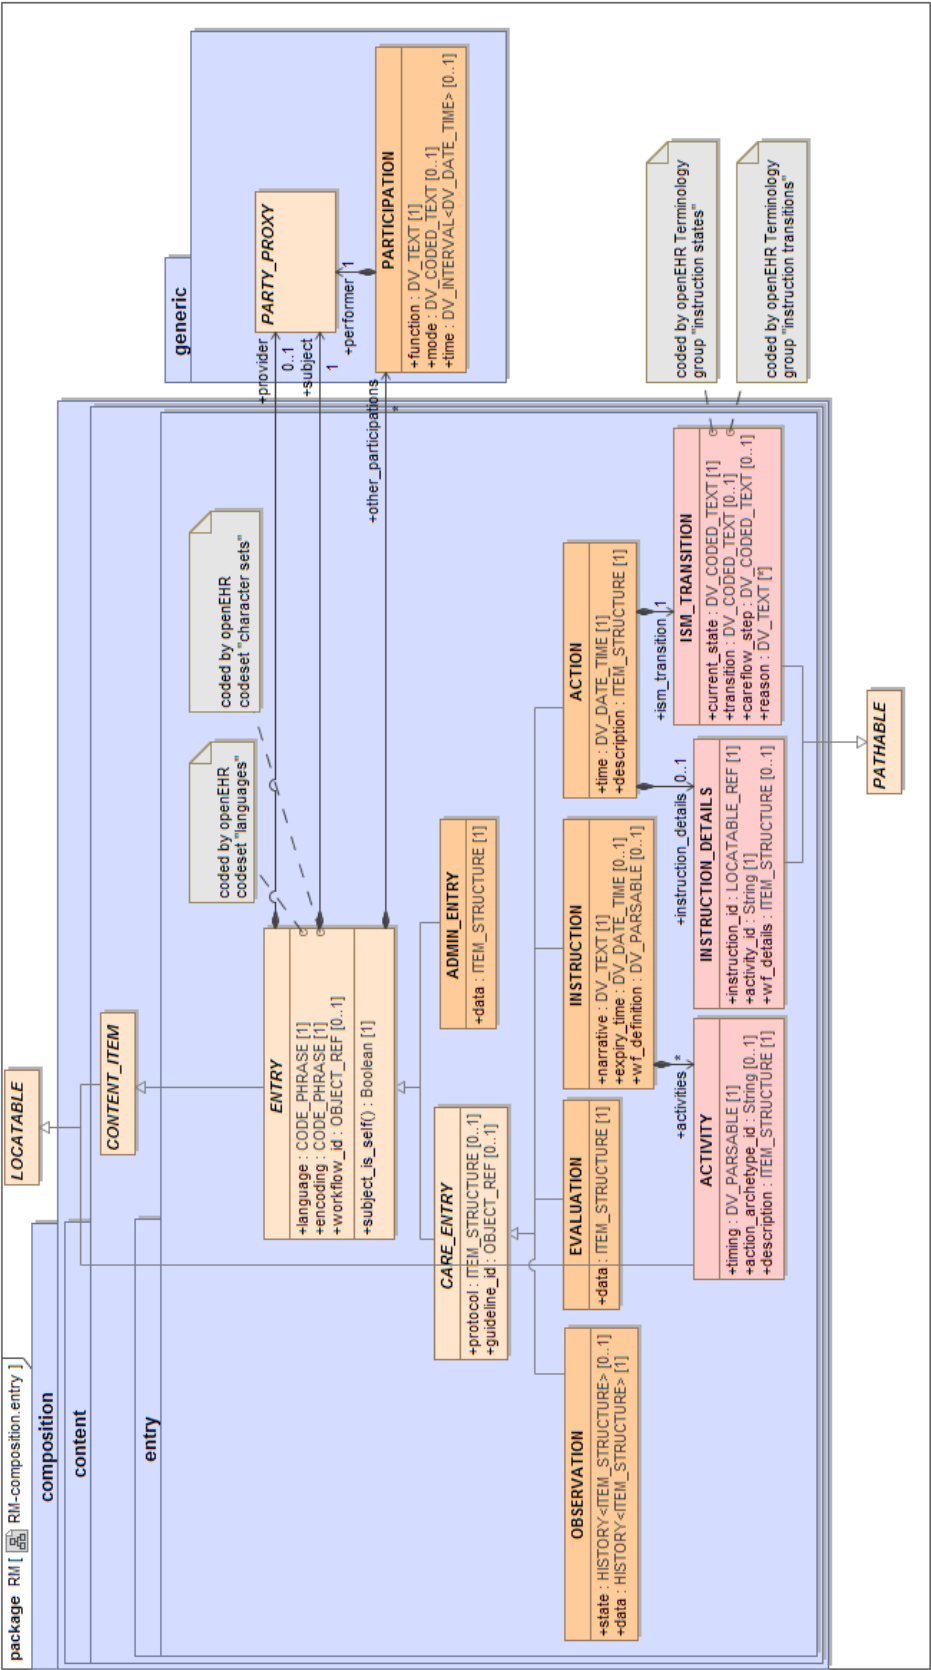 package RM [ RM-composition.entry ]
LOCATABLE
composition
content
CONTENT_ITEM
entry
coded by openEHR
codeset "languages"
coded by openEHR
codeset "character sets"
generic
PARTY_PROXY
+provider
0..1
+subject
1
+performer 1
PARTICIPATION
+function : DV_TEXT [1]
+mode : DV_CODED_TEXT [0..1]
+time : DV_INTERVAL<DV_DATE_TIME> [0..1]
+other_participations
*
ENTRY
+language : CODE_PHRASE [1]
+encoding : CODE_PHRASE [1]
+workflow_id : OBJECT_REF [0..1]
+subject_is_self() : Boolean [1]
CARE_ENTRY
+protocol : ITEM_STRUCTURE [0..1]
+guideline_id : OBJECT_REF [0..1]
ADMIN_ENTRY
+data : ITEM_STRUCTURE [1]
OBSERVATION
+state : HISTORY<ITEM_STRUCTURE> [0..1]
+data : HISTORY<ITEM_STRUCTURE> [1]
EVALUATION
+data : ITEM_STRUCTURE [1]
INSTRUCTION
+narrative : DV_TEXT [1]
+expiry_time : DV_DATE_TIME [0..1]
+wf_definition : DV_PARSABLE [0..1]
ACTION
+time : DV_DATE_TIME [1]
+description : ITEM_STRUCTURE [1]
+activities *
+instruction_details 0..1
+ism_transition 1
ACTIVITY
+timing : DV_PARSABLE [1]
+action_archetype_id : String [0..1]
+description : ITEM_STRUCTURE [1]
INSTRUCTION_DETAILS
+instruction_id : LOCATABLE_REF [1]
+activity_id : String [1]
+wf_details : ITEM_STRUCTURE [0..1]
ISM_TRANSITION
+current_state : DV_CODED_TEXT [1]
+transition : DV_CODED_TEXT [0..1]
+careflow_step : DV_CODED_TEXT [0..1]
+reason : DV_TEXT [*]
coded by openEHR Terminology
group "instruction states"
coded by openEHR Terminology
group "instruction transitions"
PATHABLE